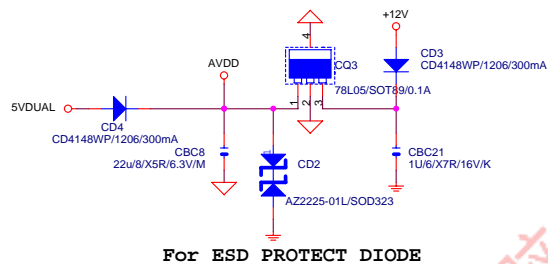 +12V
4
AVDD
CQ3
CD3
CD4148WP/1206/300mA
78L05/SOT89/0.1A
5VDUAL
1
2
3
CD4
CD4148WP/1206/300mA
CBC8
22u/8/X5R/6.3V/M
1
CD2
CBC21
1U/6/X7R/16V/K
AZ2225-01L/SOD323
For ESD PROTECT DIODE